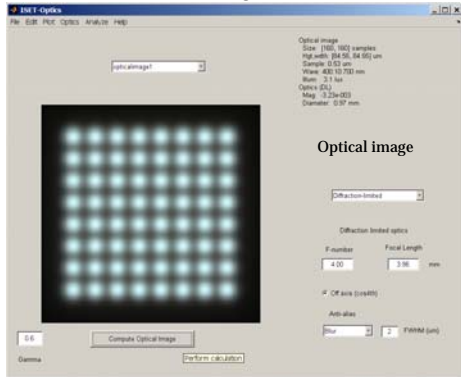 ISET-Optics
File Edit Plot Optics Analyze Help
opticalimage1
Optical image
Size: [160, 160] samples
Hgt,wdth: [84.56, 84.65] um
Sample: 0.53 um
Wave: 400:10:700 nm
Illum: 3.1 lux
Optics (DL)
Mag: -3.23e-003
Diameter: 0.97 mm
Optical image
Diffraction-limited
Diffraction limited optics
F-number Focal Length
4.00 3.96 mm
Off axis (cos4th)
Anti-alias
Blur 2 FWHM (um)
0.6 Compute Optical Image
Perform calculation
Gamma